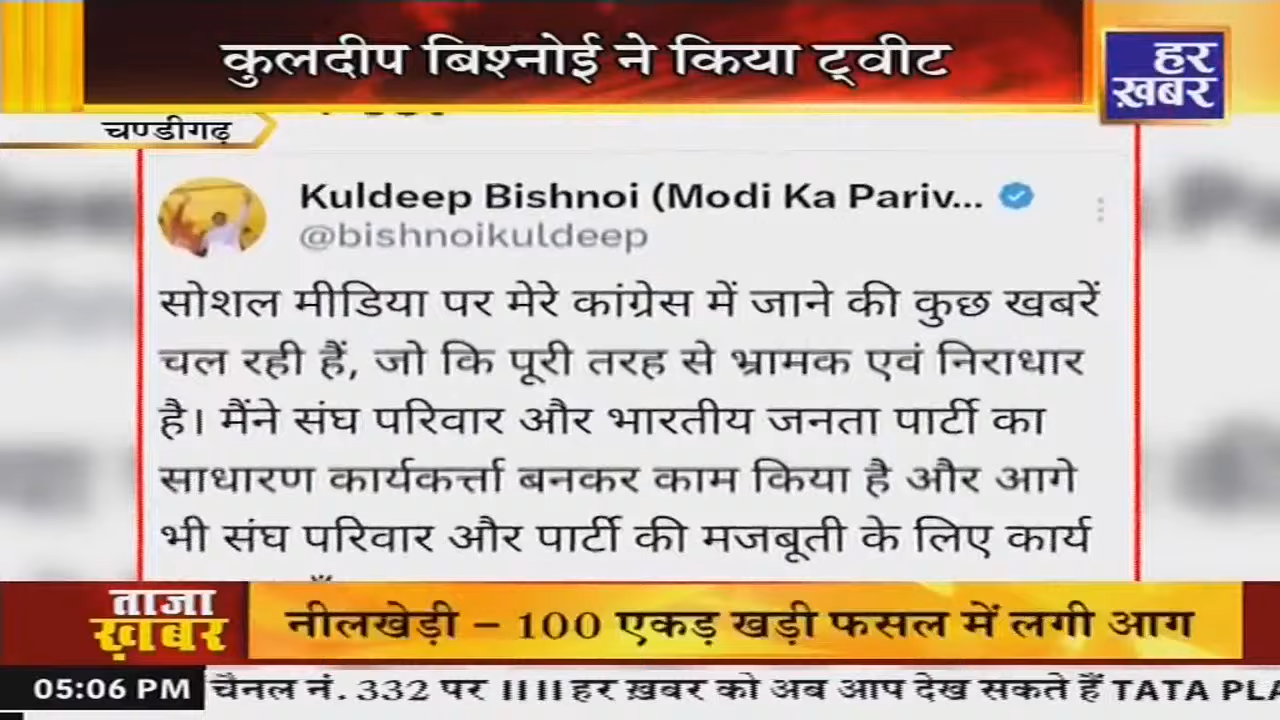 कुलदीप बिश्नोई ने किया ट्वीट
हर
ख़बर
चण्डीगढ़
Kuldeep Bishnoi (Modi Ka Pariv...
@bishnoikuldeep
सोशल मीडिया पर मेरे कांग्रेस में जाने की कुछ खबरें
चल रही हैं, जो कि पूरी तरह से भ्रामक एवं निराधार
है। मैंने संघ परिवार और भारतीय जनता पार्टी का
साधारण कार्यकर्त्ता बनकर काम किया है और आगे
भी संघ परिवार और पार्टी की मजबूती के लिए कार्य
ताजा
ख़बर
नीलखेड़ी – 100 एकड़ खड़ी फसल में लगी आग
05:06 PM
चैनल नं. 332 पर ।।।। हर ख़बर को अब आप देख सकते हैं TATA PLA